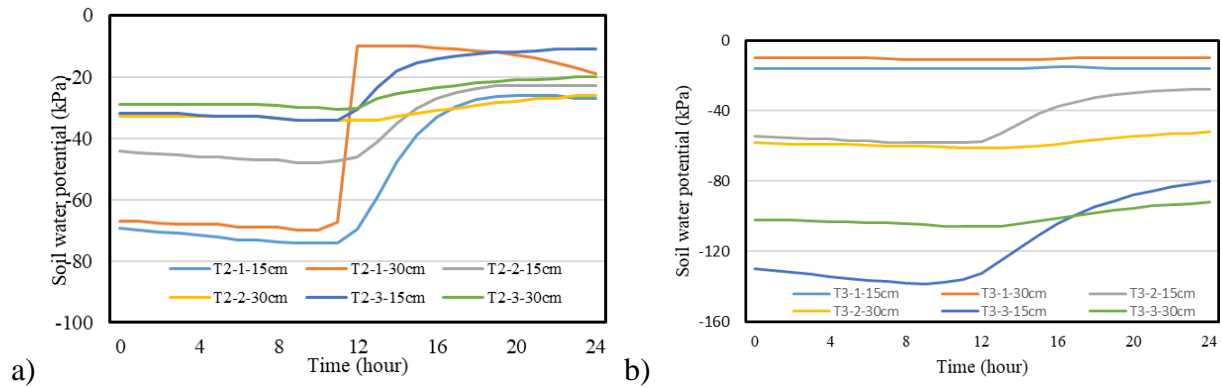 a)
Soil water potential (kPa)
0
-20
-40
-60
-80
-100
T2-1-15cm T2-1-30cm T2-2-15cm
T2-2-30cm T2-3-15cm T2-3-30cm
0 4 8 12 16 20 24
Time (hour)
b)
Soil water potential (kPa)
0
-40
-80
-120
-160
T3-1-15cm T3-1-30cm T3-2-15cm
T3-2-30cm T3-3-15cm T3-3-30cm
0 4 8 12 16 20 24
Time (hour)